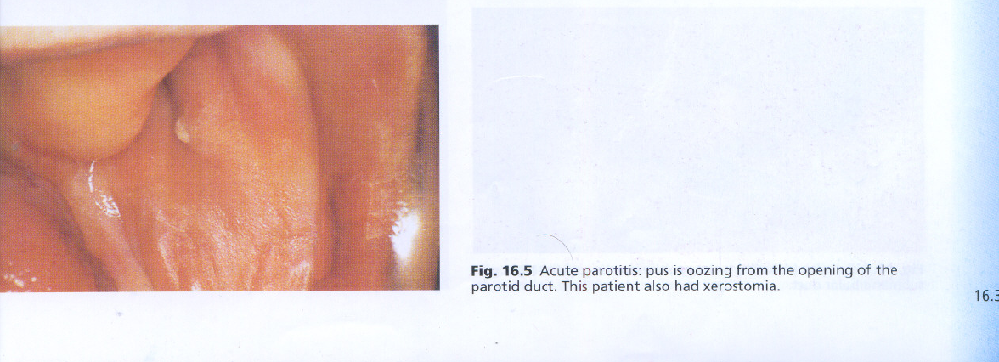 Fig. 16.5 Acute parotitis: pus is oozing from the opening of the
parotid duct. This patient also had xerostomia.